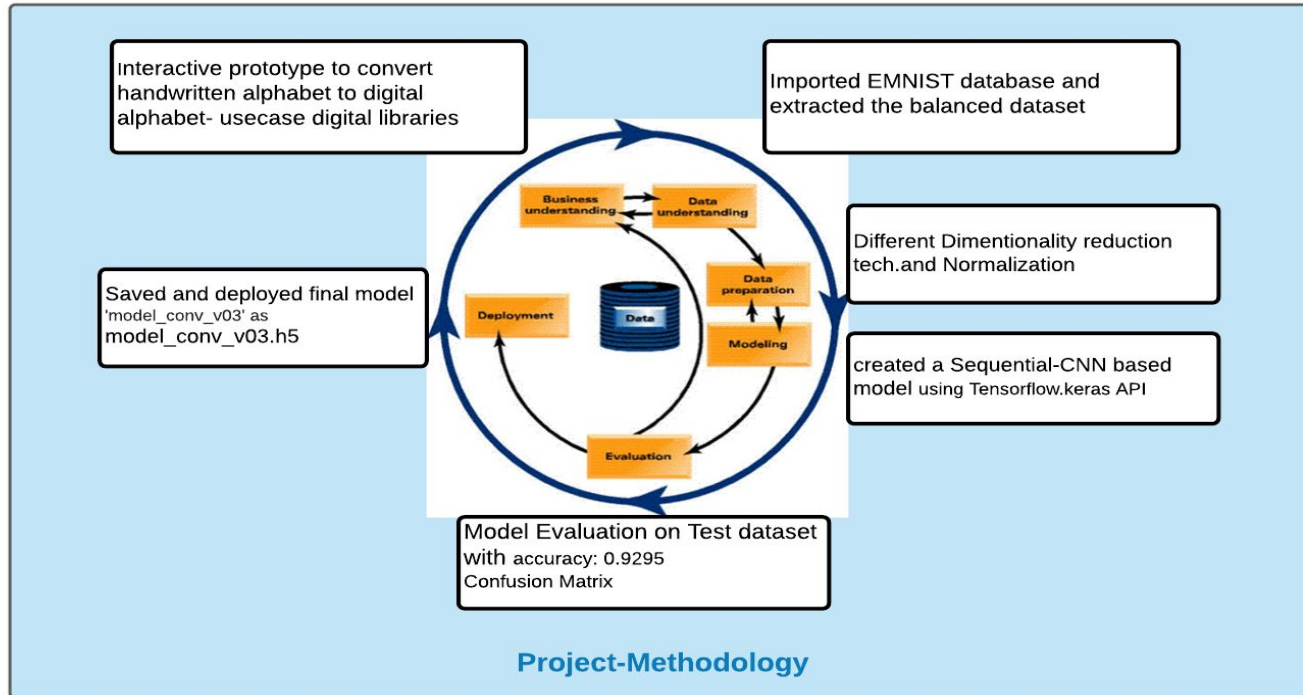 Interactive prototype to convert
handwritten alphabet to digital
alphabet- usecase digital libraries
Imported EMNIST database and
extracted the balanced dataset
Business
understanding
Data
understanding
Different Dimentionality reduction
tech.and Normalization
Data
preparation
Saved and deployed final model
'model_conv_v03' as
model_conv_v03.h5
Deployment
Data
Modeling
created a Sequential-CNN based
model using Tensorflow.keras API
Evaluation
Model Evaluation on Test dataset
with accuracy: 0.9295
Confusion Matrix
Project-Methodology